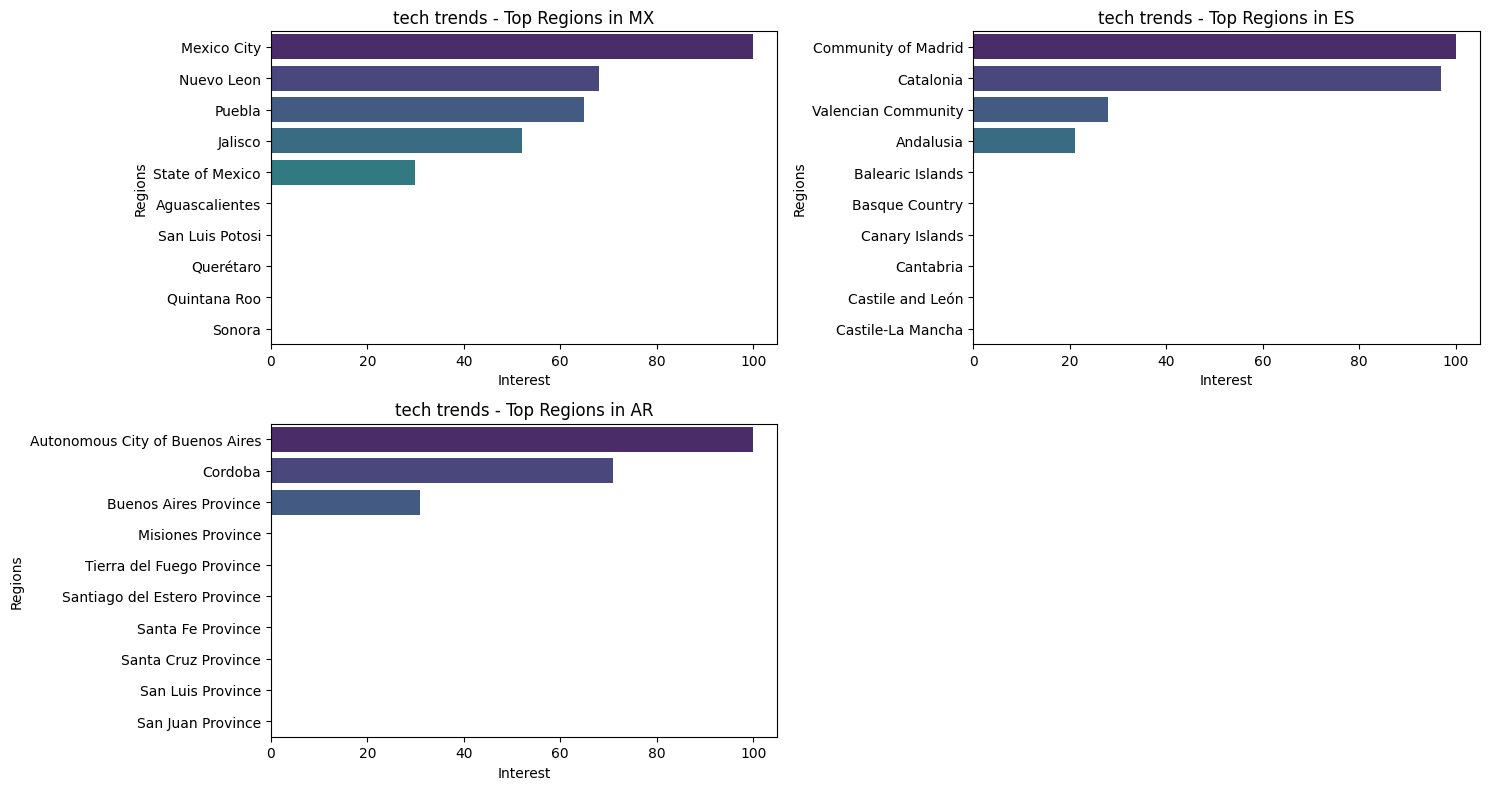 tech trends - Top Regions in MX
Regions
Mexico City
Nuevo Leon
Puebla
Jalisco
State of Mexico
Aguascalientes
San Luis Potosi
Querétaro
Quintana Roo
Sonora
0 20 40 60 80 100
Interest
tech trends - Top Regions in ES
Regions
Community of Madrid
Catalonia
Valencian Community
Andalusia
Balearic Islands
Basque Country
Canary Islands
Cantabria
Castile and León
Castile-La Mancha
0 20 40 60 80 100
Interest
tech trends - Top Regions in AR
Regions
Autonomous City of Buenos Aires
Cordoba
Buenos Aires Province
Misiones Province
Tierra del Fuego Province
Santiago del Estero Province
Santa Fe Province
Santa Cruz Province
San Luis Province
San Juan Province
0 20 40 60 80 100
Interest